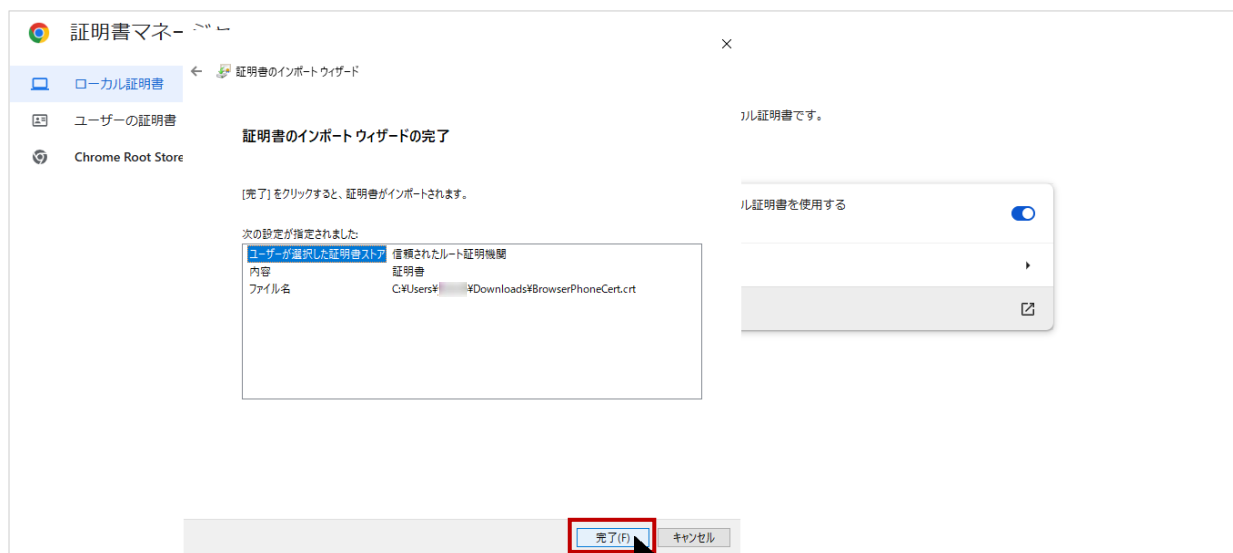 証明書マネー
ローカル証明書
ユーザーの証明書
Chrome Root Store
証明書のインポート ウィザード
証明書のインポート ウィザードの完了
[完了] をクリックすると、証明書がインポートされます。
次の設定が指定されました:
ユーザーが選択した証明書ストア 信頼されたルート証明機関
内容 証明書
ファイル名 C:¥Users¥ ¥Downloads¥BrowserPhoneCert.crt
完了(F) キャンセル
カル証明書です。
ル証明書を使用する